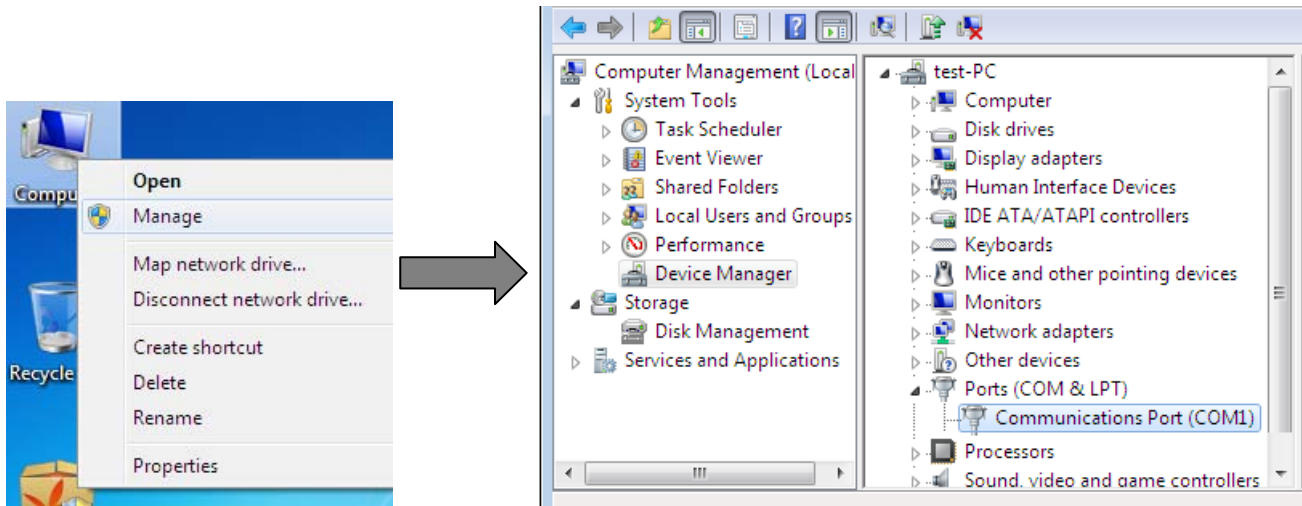 Compu
Open
Manage
Map network drive...
Disconnect network drive...
Create shortcut
Delete
Rename
Properties
Recycle
Computer Management (Local
System Tools
Task Scheduler
Event Viewer
Shared Folders
Local Users and Groups
Performance
Device Manager
Storage
Disk Management
Services and Applications
test-PC
Computer
Disk drives
Display adapters
Human Interface Devices
IDE ATA/ATAPI controllers
Keyboards
Mice and other pointing devices
Monitors
Network adapters
Other devices
Ports (COM & LPT)
Communications Port (COM1)
Processors
Sound, video and game controllers